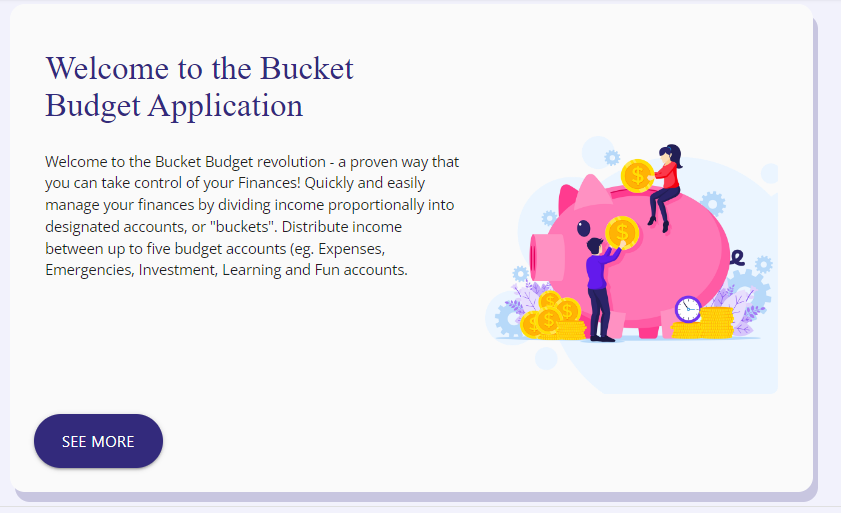 Welcome to the Bucket
Budget Application
Welcome to the Bucket Budget revolution - a proven way that
you can take control of your Finances! Quickly and easily
manage your finances by dividing income proportionally into
designated accounts, or "buckets". Distribute income
between up to five budget accounts (eg. Expenses,
Emergencies, Investment, Learning and Fun accounts.
SEE MORE